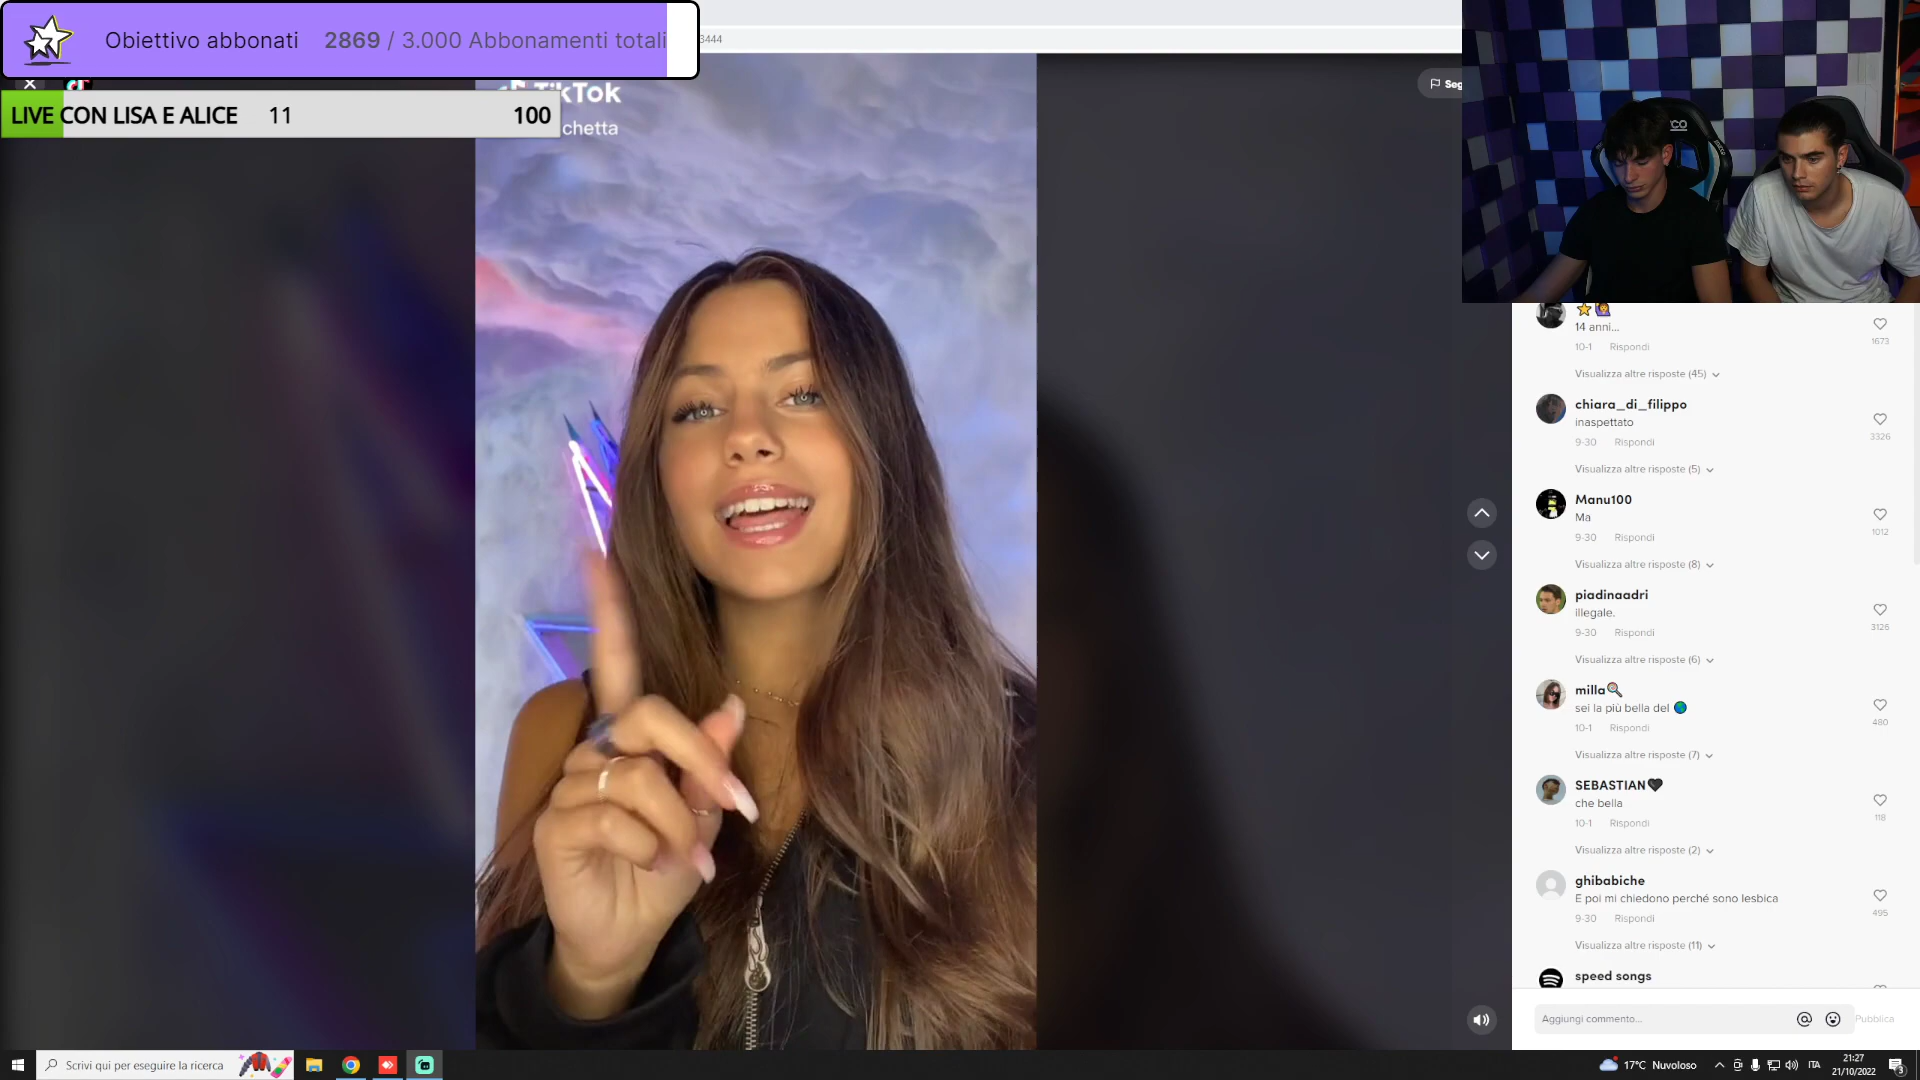 Obiettivo abbonati 2869 / 3.000 Abbonamenti totali
3444
LIVE CON LISA E ALICE 11 100
TikTok
chetta
Seg
14 anni...
10-1 Rispondi
1673
Visualizza altre risposte (45)
chiara_di_filippo
inaspettato
9-30 Rispondi
3326
Visualizza altre risposte (5)
Manu100
Ma
9-30 Rispondi
1012
Visualizza altre risposte (8)
piadinaadri
illegale.
9-30 Rispondi
3126
Visualizza altre risposte (6)
milla🔍
sei la più bella del 🌍
10-1 Rispondi
480
Visualizza altre risposte (7)
SEBASTIAN🖤
che bella
10-1 Rispondi
118
Visualizza altre risposte (2)
ghibabiche
E poi mi chiedono perché sono lesbica
9-30 Rispondi
495
Visualizza altre risposte (11)
speed songs
Aggiungi commento...
Pubblica
Scrivi qui per eseguire la ricerca
17°C Nuvoloso
ITA
21:27
21/10/2022
3